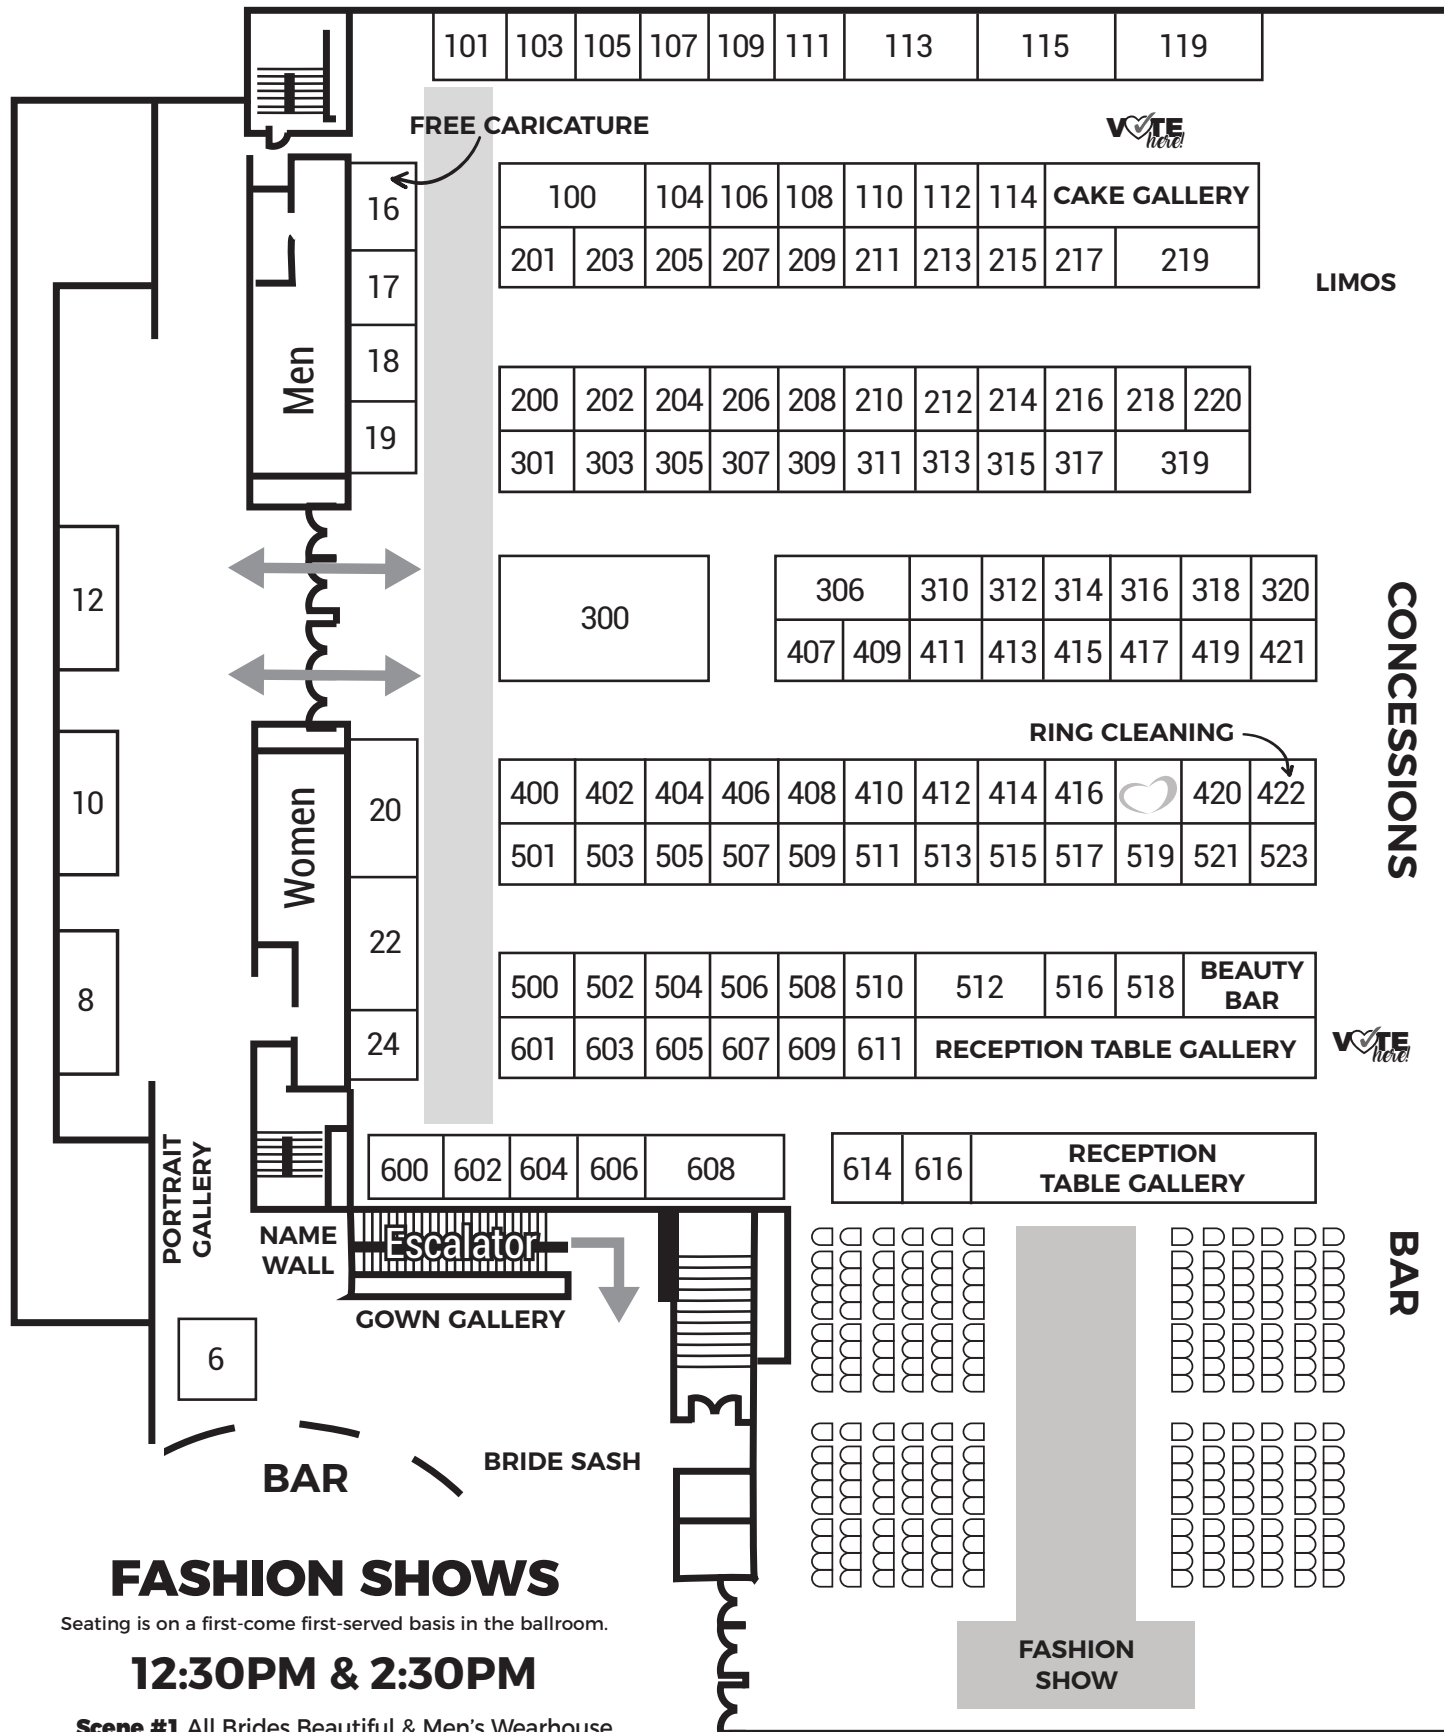 101 103 105 107 109 111 113 115 119
FREE CARICATURE
VOTE
here!
16
100 104 106 108 110 112 114 CAKE GALLERY
201 203 205 207 209 211 213 215 217 219
LIMOS
17
18
19
Men
200 202 204 206 208 210 212 214 216 218 220
301 303 305 307 309 311 313 315 317 319
12
300
306 310 312 314 316 318 320
407 409 411 413 415 417 419 421
CONCESSIONS
RING CLEANING
10
Women
20
400 402 404 406 408 410 412 414 416 420 422
501 503 505 507 509 511 513 515 517 519 521 523
22
8
24
500 502 504 506 508 510 512 516 518 BEAUTY
BAR
601 603 605 607 609 611 RECEPTION TABLE GALLERY
VOTE
here!
PORTRAIT
GALLERY
600 602 604 606 608
614 616 RECEPTION
TABLE GALLERY
NAME
WALL
Escalator
GOWN GALLERY
BAR
6
BAR
BRIDE SASH
FASHION SHOWS
Seating is on a first-come first-served basis in the ballroom.
12:30PM & 2:30PM
Scene #1 All Brides Beautiful & Men's Wearhouse
FASHION
SHOW